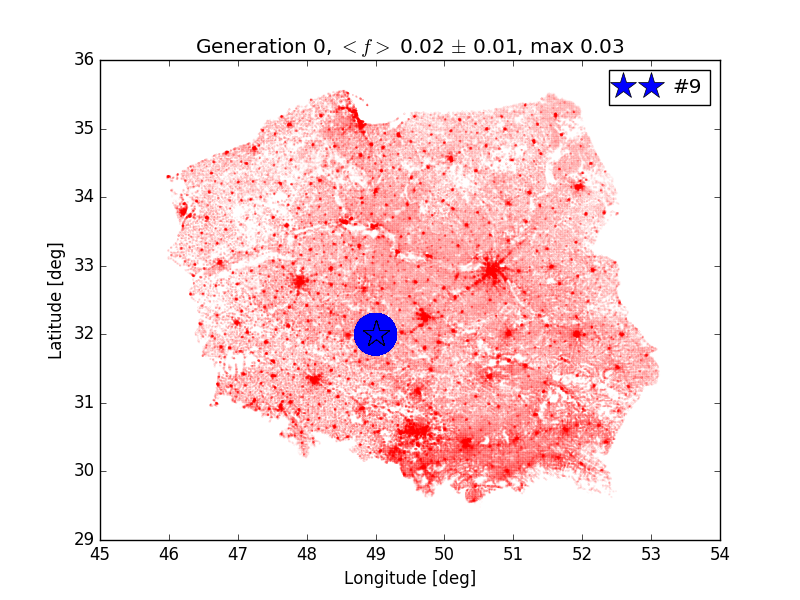 Generation 0, < f > 0.02 ± 0.01, max 0.03
#9
36
35
34
33
32
31
30
29
Latitude [deg]
45 46 47 48 49 50 51 52 53 54
Longitude [deg]